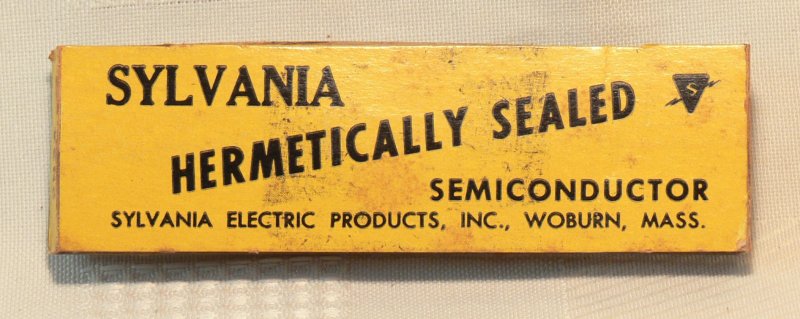 SYLVANIA
S
HERMETICALLY SEALED
SEMICONDUCTOR
SYLVANIA ELECTRIC PRODUCTS, INC., WOBURN, MASS.